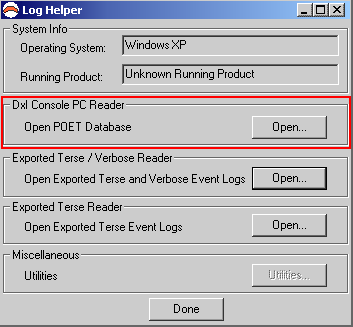 Log Helper
System Info
Operating System: Windows XP
Running Product: Unknown Running Product
Dxl Console PC Reader
Open POET Database Open...
Exported Terse / Verbose Reader
Open Exported Terse and Verbose Event Logs Open...
Exported Terse Reader
Open Exported Terse Event Logs Open...
Miscellaneous
Utilities Utilities...
Done